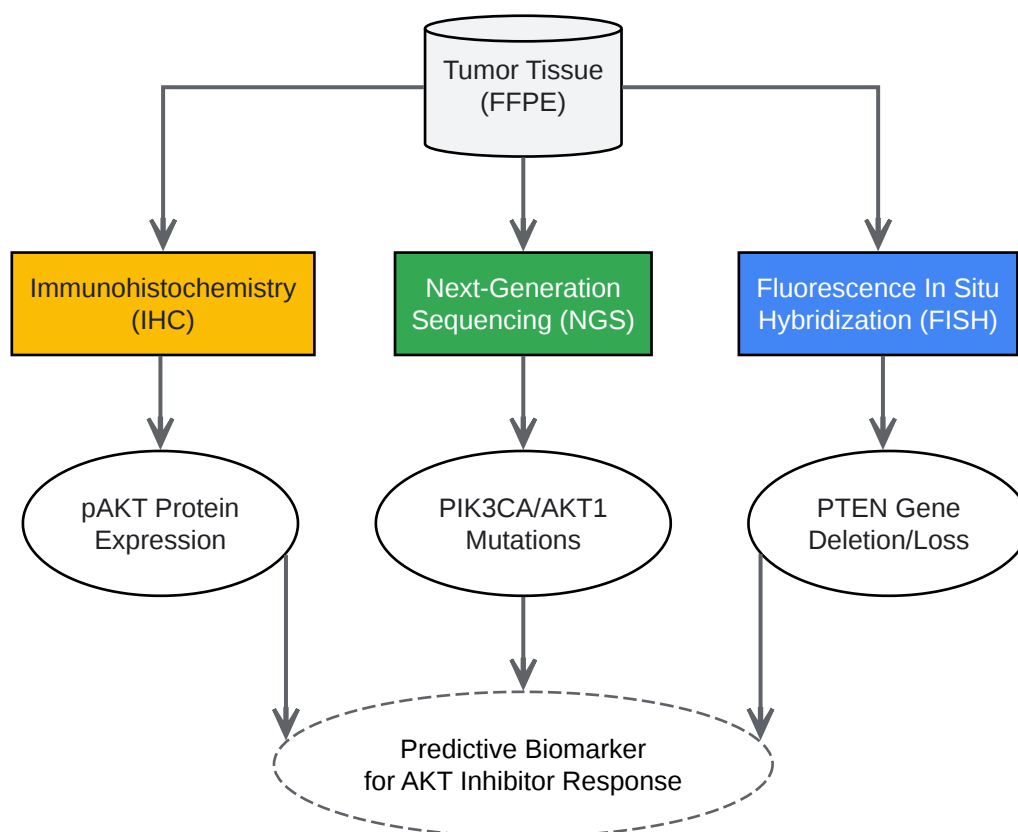 Tumor Tissue
(FFPE)
Immunohistochemistry
(IHC)
Next-Generation
Sequencing (NGS)
Fluorescence In Situ
Hybridization (FISH)
pAKT Protein
Expression
PIK3CA/AKT1
Mutations
PTEN Gene
Deletion/Loss
Predictive Biomarker
for AKT Inhibitor Response